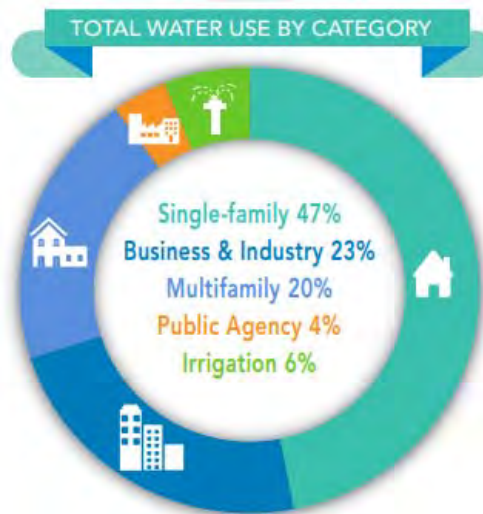 TOTAL WATER USE BY CATEGORY
Single-family 47%
Business & Industry 23%
Multifamily 20%
Public Agency 4%
Irrigation 6%